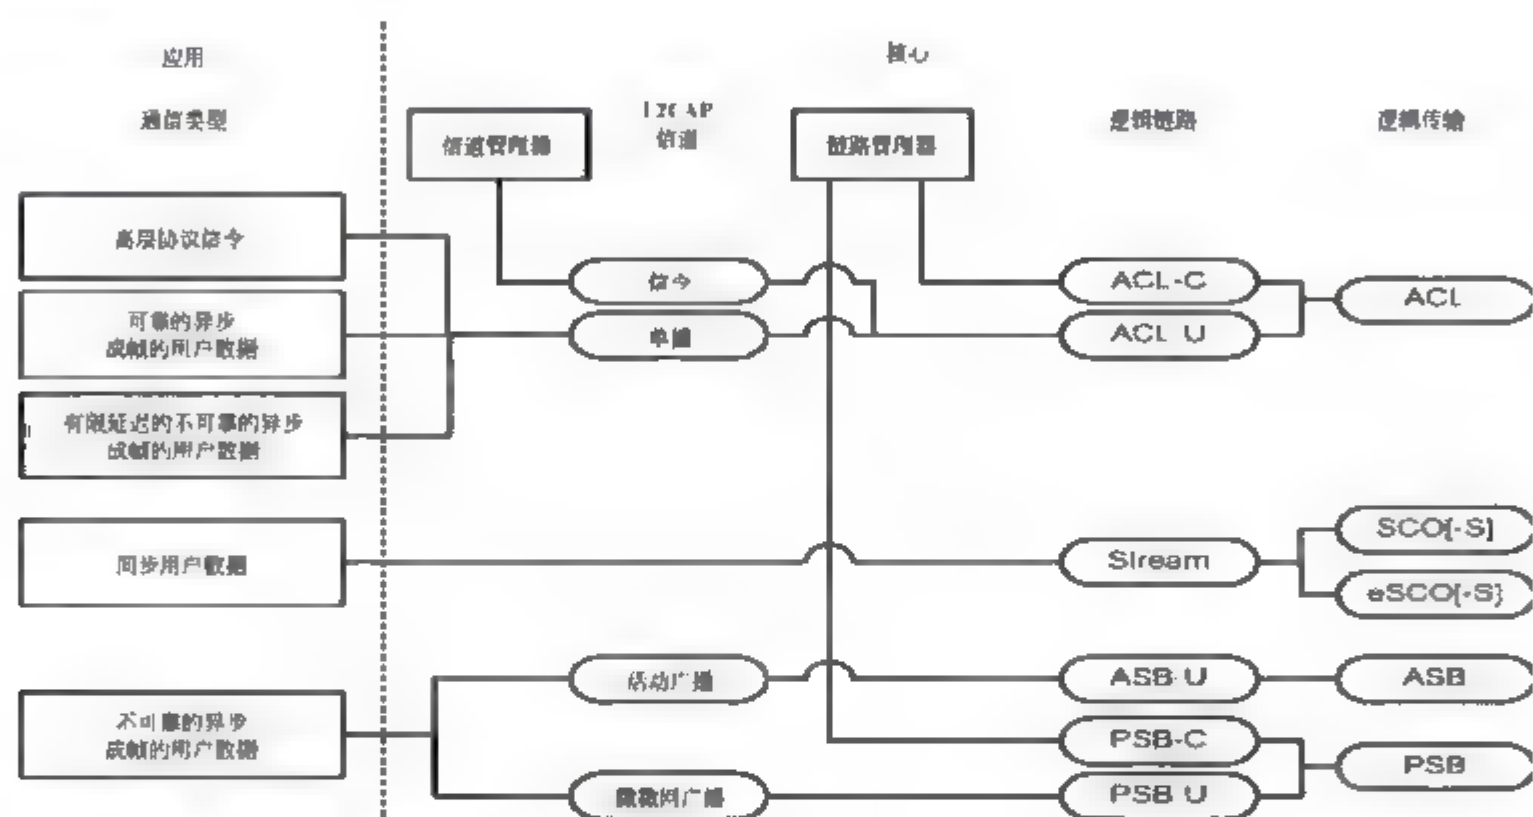 应用
核心
通信类型
L2CAP
信道
逻辑链路
逻辑传输
信道管理器
链路管理器
高层协议信令
信令
ACL-C
ACL
可靠的异步
成帧的用户数据
单播
ACL-U
有限延迟的不可靠的异步
成帧的用户数据
同步用户数据
Stream
SCO[-S]
eSCO[-S]
活动广播
ASB-U
ASB
不可靠的异步
成帧的用户数据
PSB-C
PSB
微微网广播
PSB-U